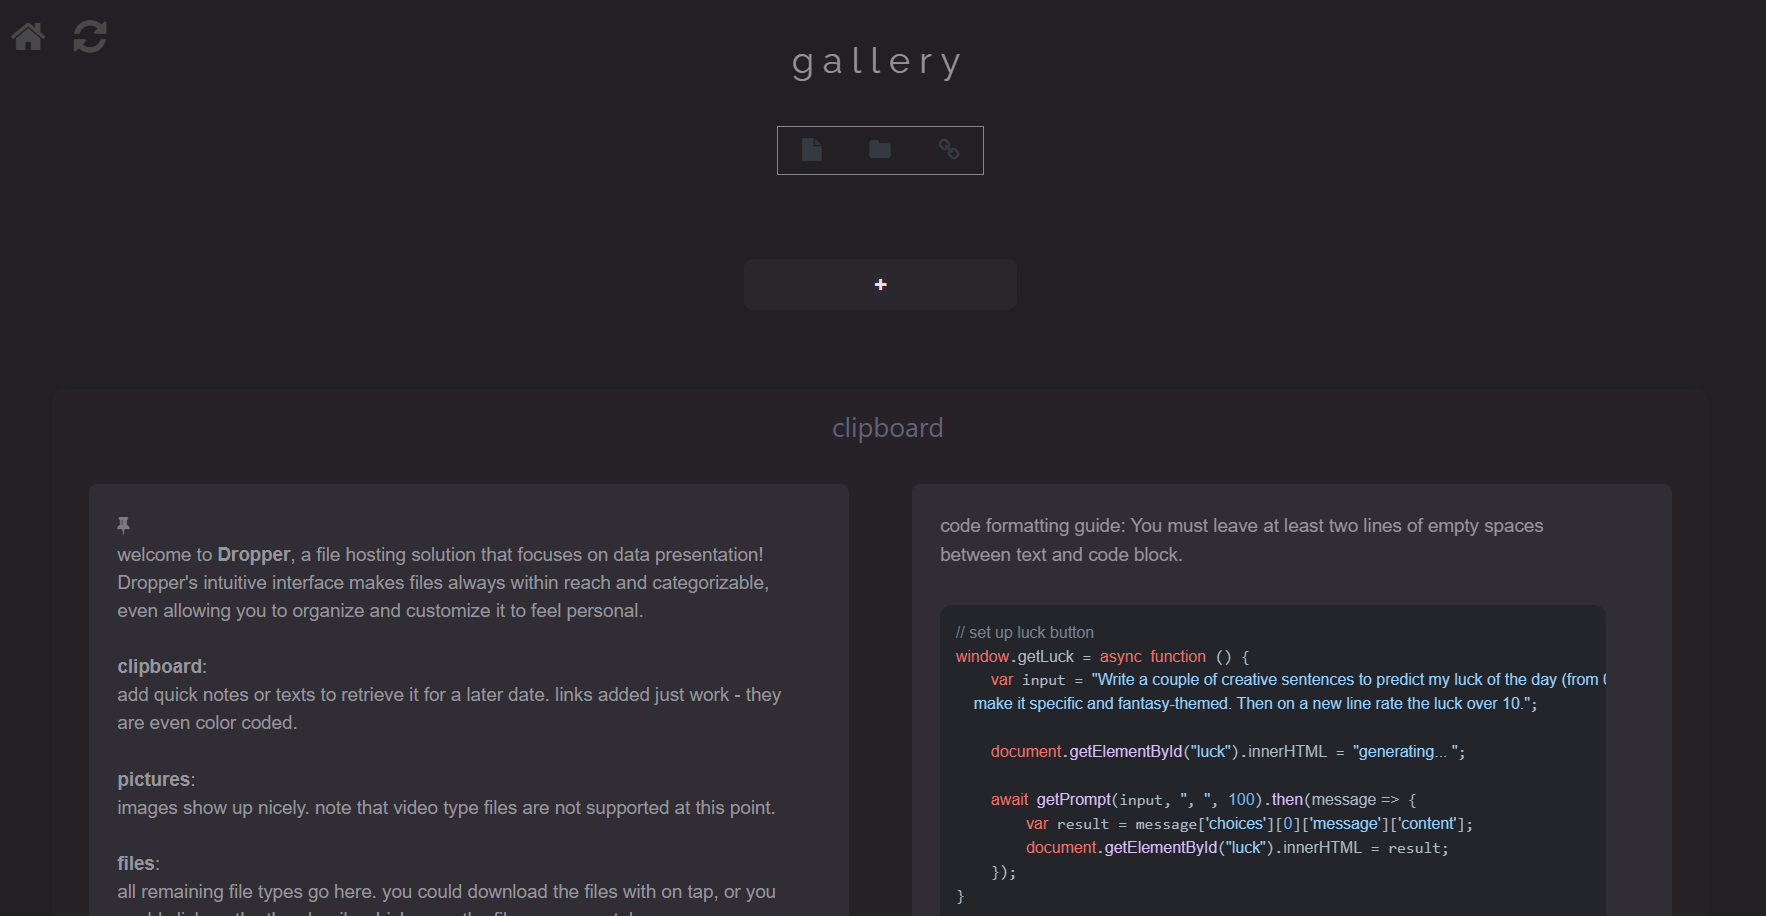 gallery
+
clipboard
welcome to Dropper, a file hosting solution that focuses on data presentation!
Dropper's intuitive interface makes files always within reach and categorizable,
even allowing you to organize and customize it to feel personal.
clipboard:
add quick notes or texts to retrieve it for a later date. links added just work - they
are even color coded.
pictures:
images show up nicely. note that video type files are not supported at this point.
files:
all remaining file types go here. you could download the files with on tap, or you
code formatting guide: You must leave at least two lines of empty spaces
between text and code block.
// set up luck button
window.getLuck = async function () {
var input = "Write a couple of creative sentences to predict my luck of the day (from
make it specific and fantasy-themed. Then on a new line rate the luck over 10.";
document.getElementById("luck").innerHTML = "generating... ";
await getPrompt(input, ", ", 100).then(message => {
var result = message['choices'][0]['message']['content'];
document.getElementById("luck").innerHTML = result;
});
}